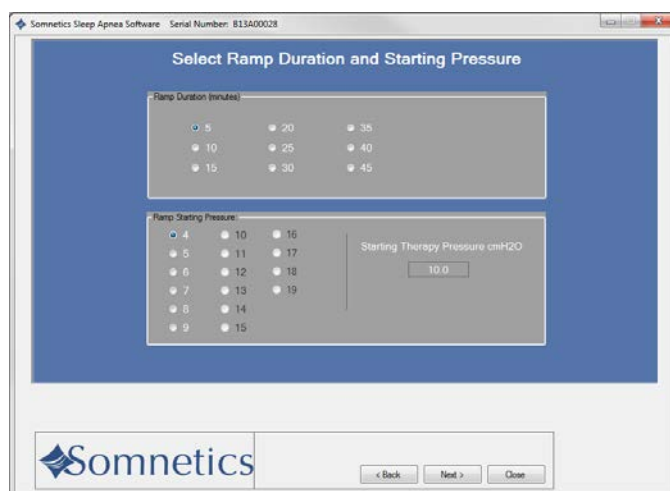 Somnetics Sleep Apnea Software Serial Number: B13A00028
Select Ramp Duration and Starting Pressure
Ramp Duration (minutes)
5 20 35
10 25 40
15 30 45
Ramp Starting Pressure:
4 10 16
5 11 17
6 12 18
7 13 19
8 14
9 15
Starting Therapy Pressure cmH2O
10.0
Somnetics
< Back Next > Close